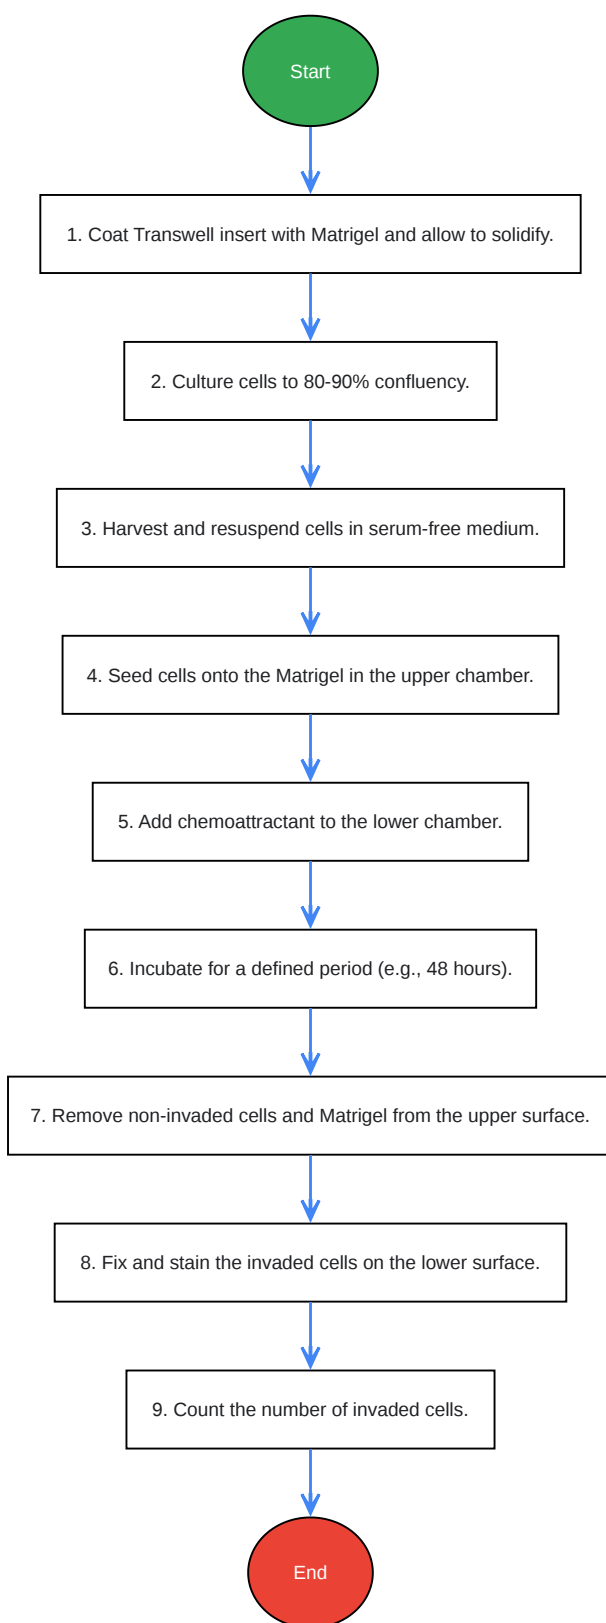 Start
1. Coat Transwell insert with Matrigel and allow to solidify.
2. Culture cells to 80-90% confluency.
3. Harvest and resuspend cells in serum-free medium.
4. Seed cells onto the Matrigel in the upper chamber.
5. Add chemoattractant to the lower chamber.
6. Incubate for a defined period (e.g., 48 hours).
7. Remove non-invaded cells and Matrigel from the upper surface.
8. Fix and stain the invaded cells on the lower surface.
9. Count the number of invaded cells.
End